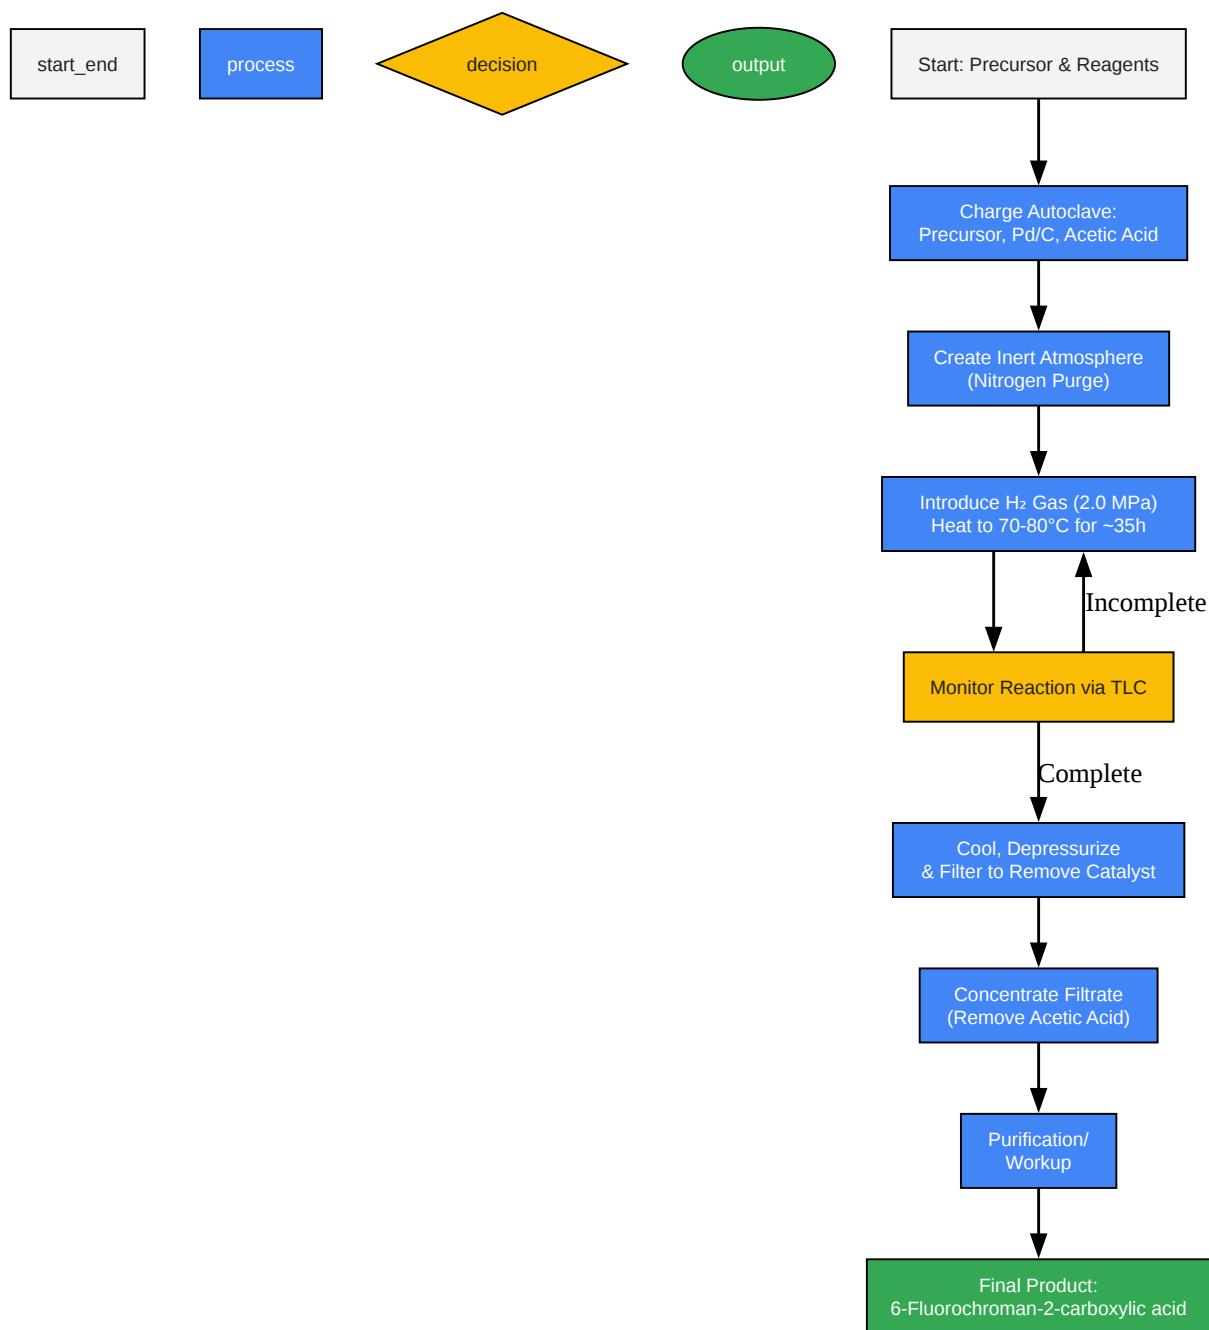 start_end
process
decision
output
Start: Precursor & Reagents
Charge Autoclave:
Precursor, Pd/C, Acetic Acid
Create Inert Atmosphere
(Nitrogen Purge)
Introduce H₂ Gas (2.0 MPa)
Heat to 70-80°C for ~35h
Incomplete
Monitor Reaction via TLC
Complete
Cool, Depressurize
& Filter to Remove Catalyst
Concentrate Filtrate
(Remove Acetic Acid)
Purification/
Workup
Final Product:
6-Fluorochroman-2-carboxylic acid